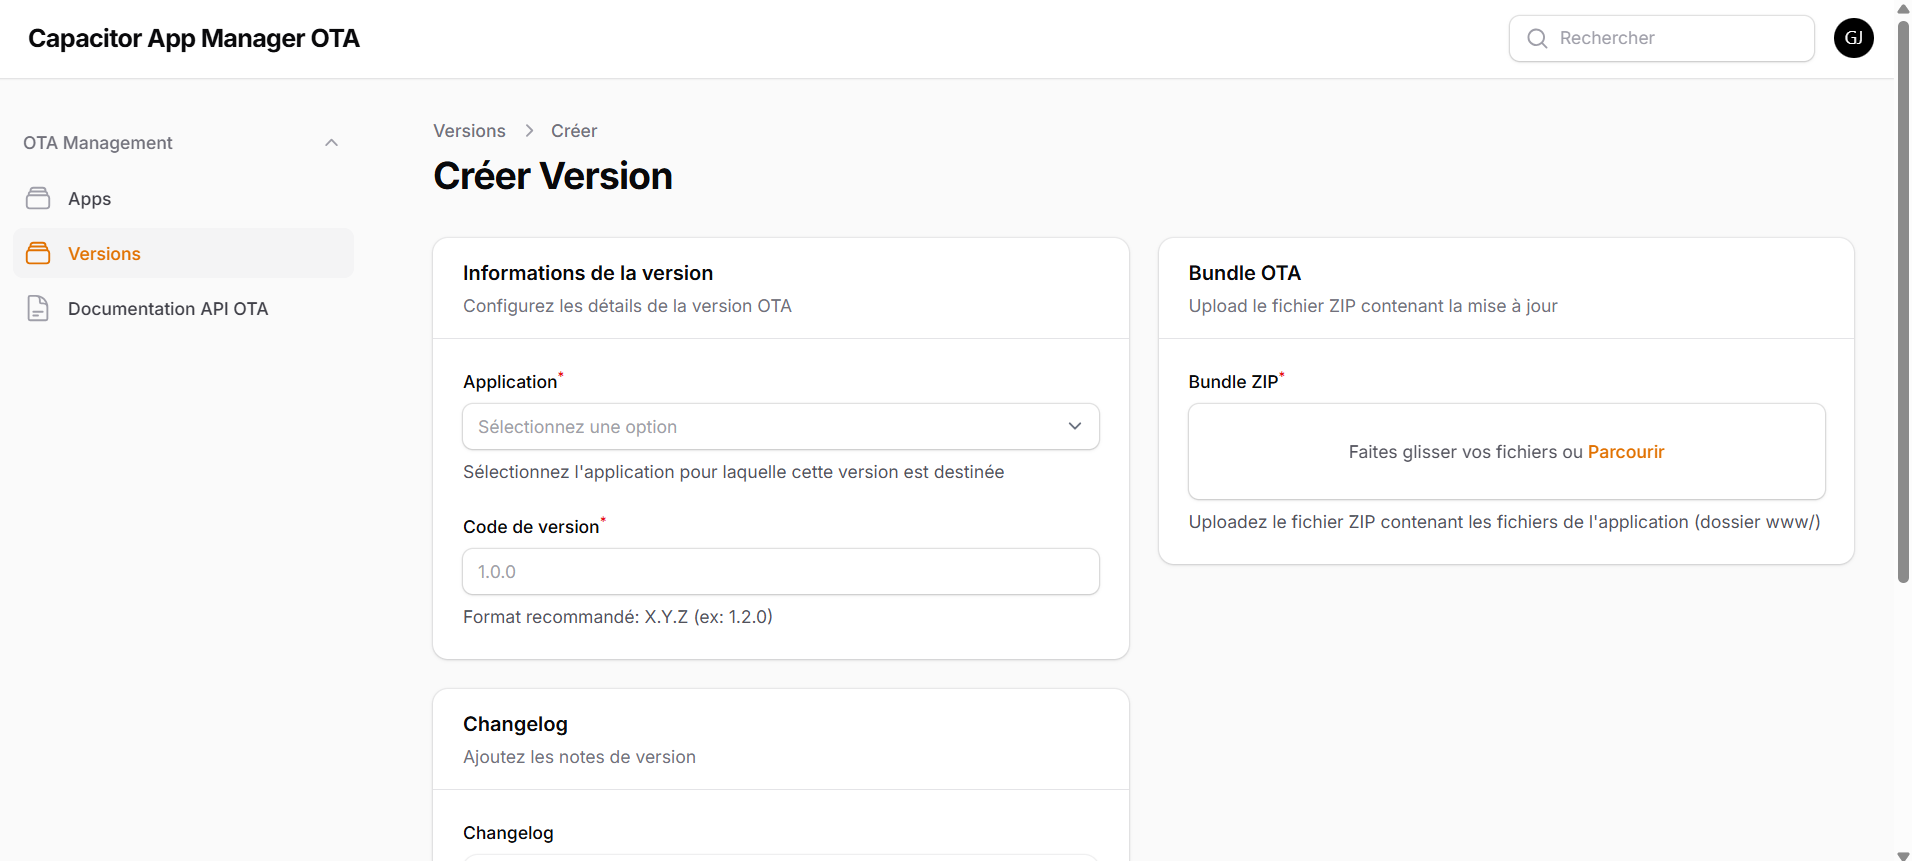 Capacitor App Manager OTA
Rechercher
GJ
OTA Management
Apps
Versions
Documentation API OTA
Versions > Créer
Créer Version
Informations de la version
Configurez les détails de la version OTA
Application*
Sélectionnez une option
Sélectionnez l'application pour laquelle cette version est destinée
Code de version*
1.0.0
Format recommandé: X.Y.Z (ex: 1.2.0)
Bundle OTA
Upload le fichier ZIP contenant la mise à jour
Bundle ZIP*
Faites glisser vos fichiers ou Parcourir
Uploadez le fichier ZIP contenant les fichiers de l'application (dossier www/)
Changelog
Ajoutez les notes de version
Changelog